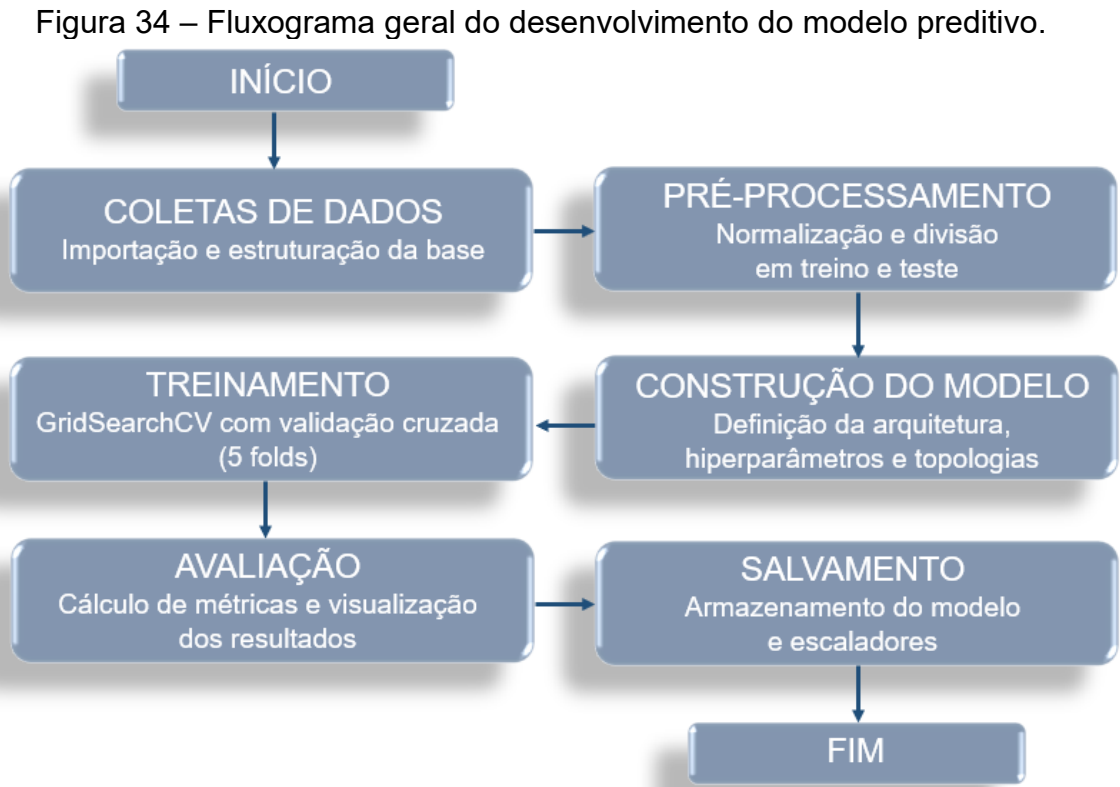 Figura 34 – Fluxograma geral do desenvolvimento do modelo preditivo.
INÍCIO
COLETAS DE DADOS
Importação e estruturação da base
PRÉ-PROCESSAMENTO
Normalização e divisão
em treino e teste
CONSTRUÇÃO DO MODELO
Definição da arquitetura,
hiperparâmetros e topologias
TREINAMENTO
GridSearchCV com validação cruzada
(5 folds)
AVALIAÇÃO
Cálculo de métricas e visualização
dos resultados
SALVAMENTO
Armazenamento do modelo
e escaladores
FIM